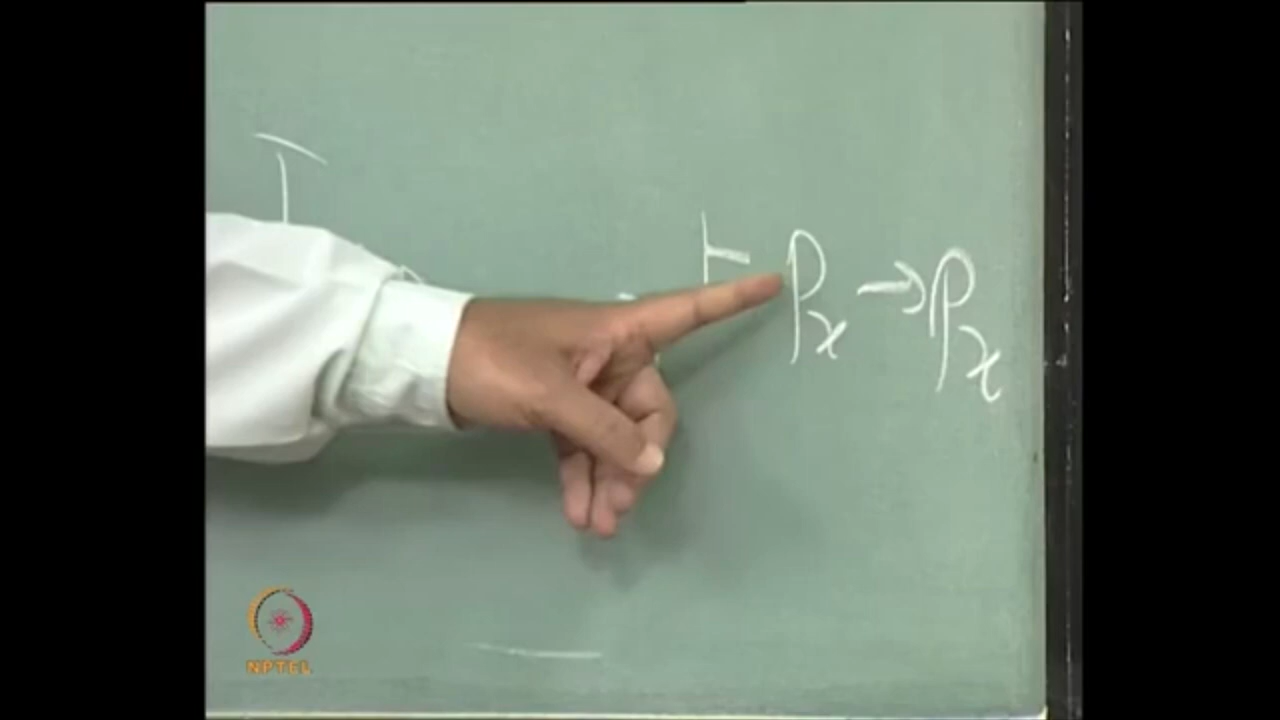 T
⊢ Px → Px
NPTEL